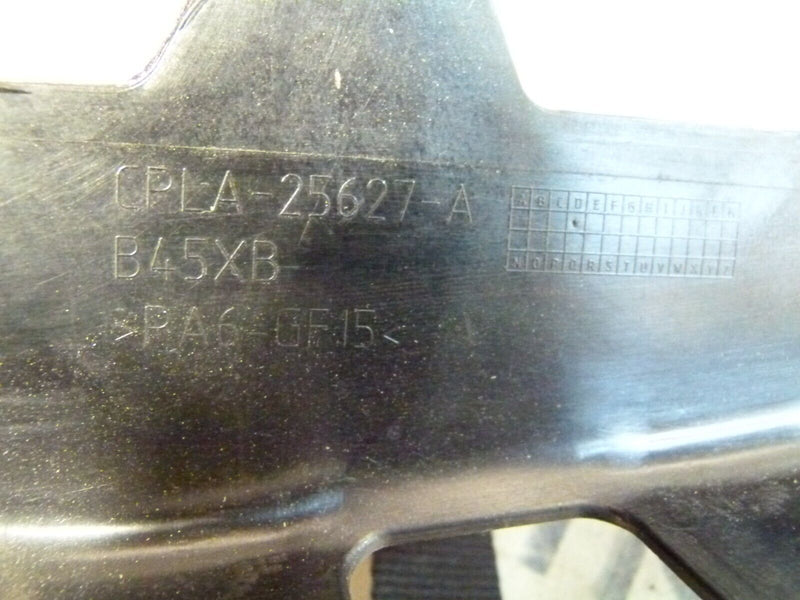 CPLA-25627-A
B45XB
>PA6-GF15<
A B C D E F G H I J K L M
N O P Q R S T U V W X Y Z